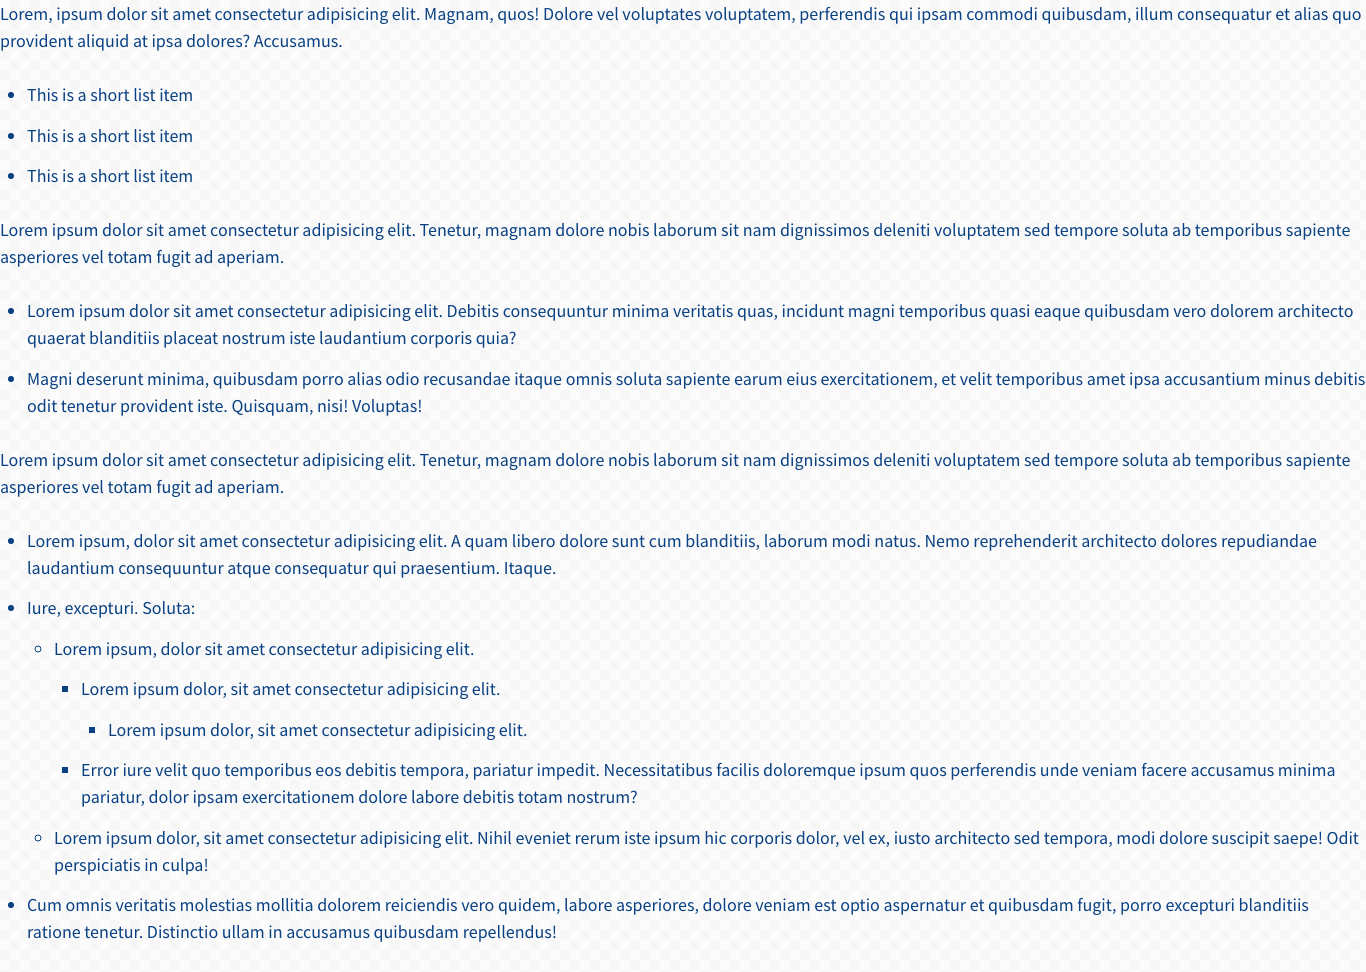 Lorem, ipsum dolor sit amet consectetur adipisicing elit. Magnam, quos! Dolore vel voluptates voluptatem, perferendis qui ipsam commodi quibusdam, illum consequatur et alias quo
provident aliquid at ipsa dolores? Accusamus.
• This is a short list item
• This is a short list item
• This is a short list item
Lorem ipsum dolor sit amet consectetur adipisicing elit. Tenetur, magnam dolore nobis laborum sit nam dignissimos deleniti voluptatem sed tempore soluta ab temporibus sapiente
asperiores vel totam fugit ad aperiam.
• Lorem ipsum dolor sit amet consectetur adipisicing elit. Debitis consequuntur minima veritatis quas, incidunt magni temporibus quasi eaque quibusdam vero dolorem architecto
quaerat blanditiis placeat nostrum iste laudantium corporis quia?
• Magni deserunt minima, quibusdam porro alias odio recusandae itaque omnis soluta sapiente earum eius exercitationem, et velit temporibus amet ipsa accusantium minus debitis
odit tenetur provident iste. Quisquam, nisi! Voluptas!
Lorem ipsum dolor sit amet consectetur adipisicing elit. Tenetur, magnam dolore nobis laborum sit nam dignissimos deleniti voluptatem sed tempore soluta ab temporibus sapiente
asperiores vel totam fugit ad aperiam.
• Lorem ipsum, dolor sit amet consectetur adipisicing elit. A quam libero dolore sunt cum blanditiis, laborum modi natus. Nemo reprehenderit architecto dolores repudiandae
laudantium consequuntur atque consequatur qui praesentium. Itaque.
• Iure, excepturi. Soluta:
◦ Lorem ipsum, dolor sit amet consectetur adipisicing elit.
▪ Lorem ipsum dolor, sit amet consectetur adipisicing elit.
▪ Lorem ipsum dolor, sit amet consectetur adipisicing elit.
▪ Error iure velit quo temporibus eos debitis tempora, pariatur impedit. Necessitatibus facilis doloremque ipsum quos perferendis unde veniam facere accusamus minima
pariatur, dolor ipsam exercitationem dolore labore debitis totam nostrum?
◦ Lorem ipsum dolor, sit amet consectetur adipisicing elit. Nihil eveniet rerum iste ipsum hic corporis dolor, vel ex, iusto architecto sed tempora, modi dolore suscipit saepe! Odit
perspiciatis in culpa!
• Cum omnis veritatis molestias mollitia dolorem reiciendis vero quidem, labore asperiores, dolore veniam est optio aspernatur et quibusdam fugit, porro excepturi blanditiis
ratione tenetur. Distinctio ullam in accusamus quibusdam repellendus!